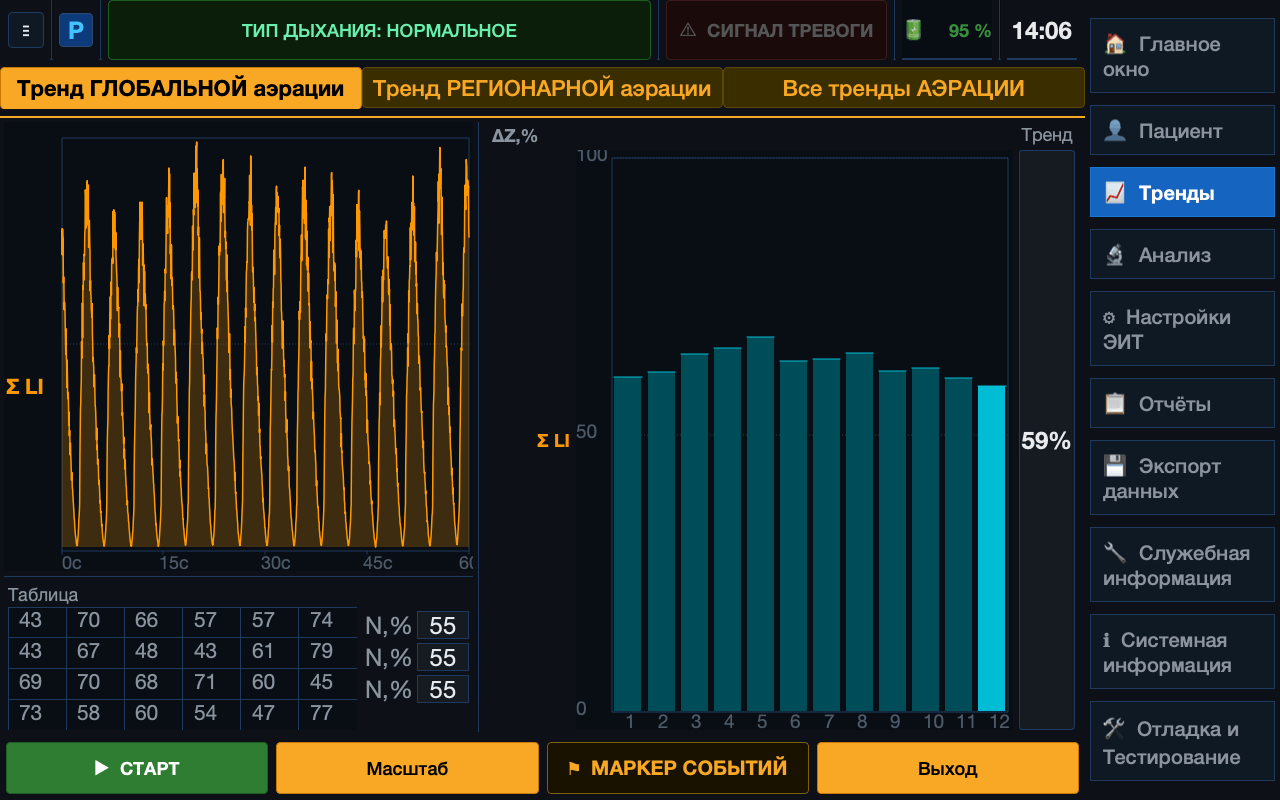 P
ТИП ДЫХАНИЯ: НОРМАЛЬНОЕ
⚠ СИГНАЛ ТРЕВОГИ
95 %
14:06
Тренд ГЛОБАЛЬНОЙ аэрации
Тренд РЕГИОНАРНОЙ аэрации
Все тренды АЭРАЦИИ
Σ LI
0с 15с 30с 45с 60
ΔZ,%
Тренд
100
Σ LI 50
59%
0
1 2 3 4 5 6 7 8 9 10 11 12
Таблица
43 70 66 57 57 74
43 67 48 43 61 79
69 70 68 71 60 45
73 58 60 54 47 77
N,% 55
N,% 55
N,% 55
▶ СТАРТ
Масштаб
⚑ МАРКЕР СОБЫТИЙ
Выход
Главное
окно
Пациент
Тренды
Анализ
⚙ Настройки
ЭИТ
Отчёты
Экспорт
данных
Служебная
информация
ℹ Системная
информация
Отладка и
Тестирование